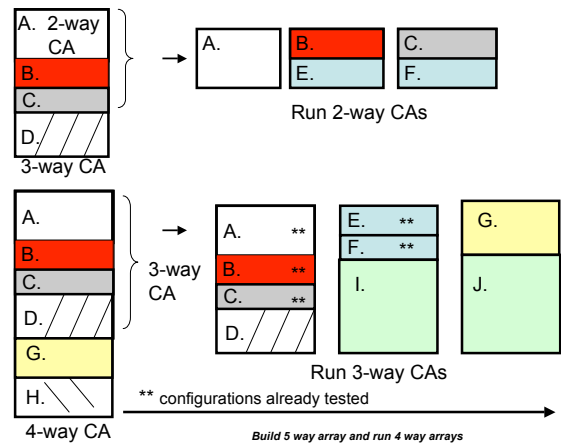 A. 2-way
CA
B.
C.
D.
3-way CA
A.
B.
E.
C.
F.
Run 2-way CAs
A.
B.
C.
D.
G.
H.
4-way CA
3-way
CA
A. **
B. **
C. **
D.
E. **
F. **
I.
G.
J.
Run 3-way CAs
** configurations already tested
Build 5 way array and run 4 way arrays